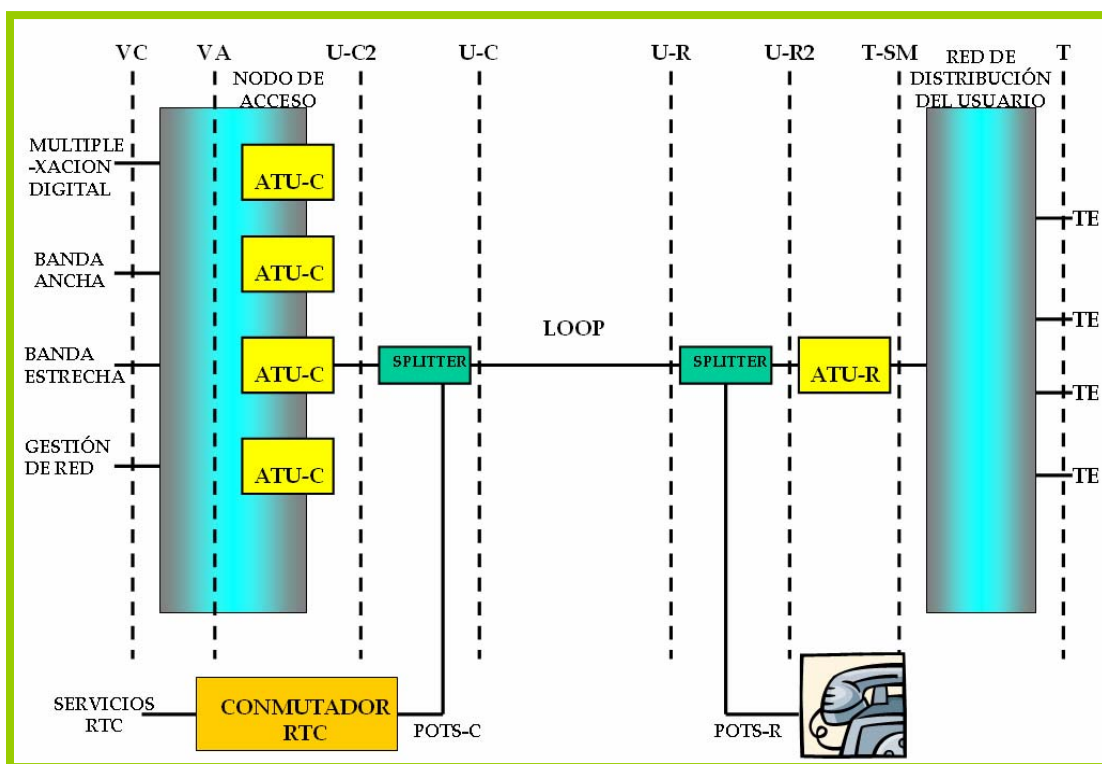 VC VA U-C2 U-C U-R U-R2 T-SM RED DE T
NODO DE
ACCESO
DISTRIBUCIÓN
DEL USUARIO
MULTIPLE
-XACION
DIGITAL
ATU-C
BANDA
ANCHA
ATU-C
BANDA
ESTRECHA
ATU-C
SPLITTER
LOOP
SPLITTER
ATU-R
GESTIÓN
DE RED
ATU-C
TE
TE
TE
TE
SERVICIOS
RTC
CONMUTADOR
RTC
POTS-C
POTS-R